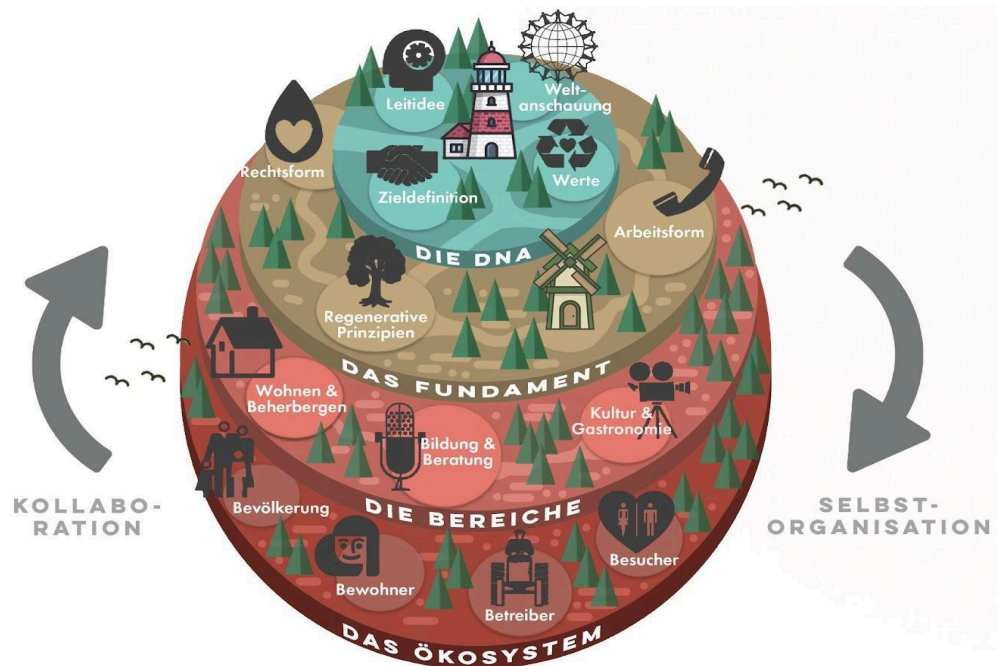 Leitidee
Welt-
anschauung
Zieldefinition
Werte
DIE DNA
Rechtsform
Arbeitsform
Regenerative
Prinzipien
DAS FUNDAMENT
Wohnen &
Beherbergen
Bildung &
Beratung
Kultur &
Gastronomie
DIE BEREICHE
Bevölkerung
Bewohner
Betreiber
Besucher
DAS ÖKOSYSTEM
KOLLABO-
RATION
SELBST-
ORGANISATION